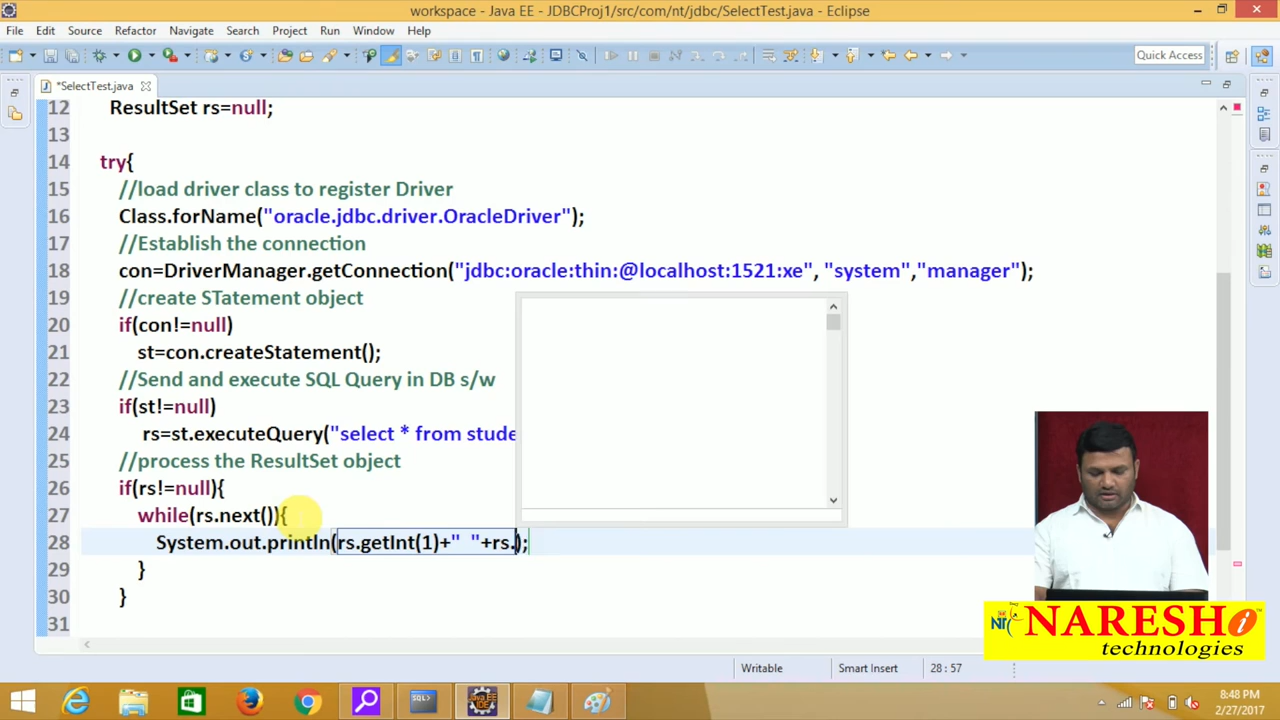 workspace - Java EE - JDBCProj1/src/com/nt/jdbc/SelectTest.java - Eclipse
File Edit Source Refactor Navigate Search Project Run Window Help
Quick Access
*SelectTest.java
12 ResultSet rs=null;
13
14 try{
15 //load driver class to register Driver
16 Class.forName("oracle.jdbc.driver.OracleDriver");
17 //Establish the connection
18 con=DriverManager.getConnection("jdbc:oracle:thin:@localhost:1521:xe", "system","manager");
19 //create STatement object
20 if(con!=null)
21 st=con.createStatement();
22 //Send and execute SQL Query in DB s/w
23 if(st!=null)
24 rs=st.executeQuery("select * from stude
25 //process the ResultSet object
26 if(rs!=null){
27 while(rs.next()){
28 System.out.println(rs.getInt(1)+" "+rs.);
29 }
30 }
31
NARESH i
technologies
Writable Smart Insert 28 : 57
8:48 PM
2/27/2017